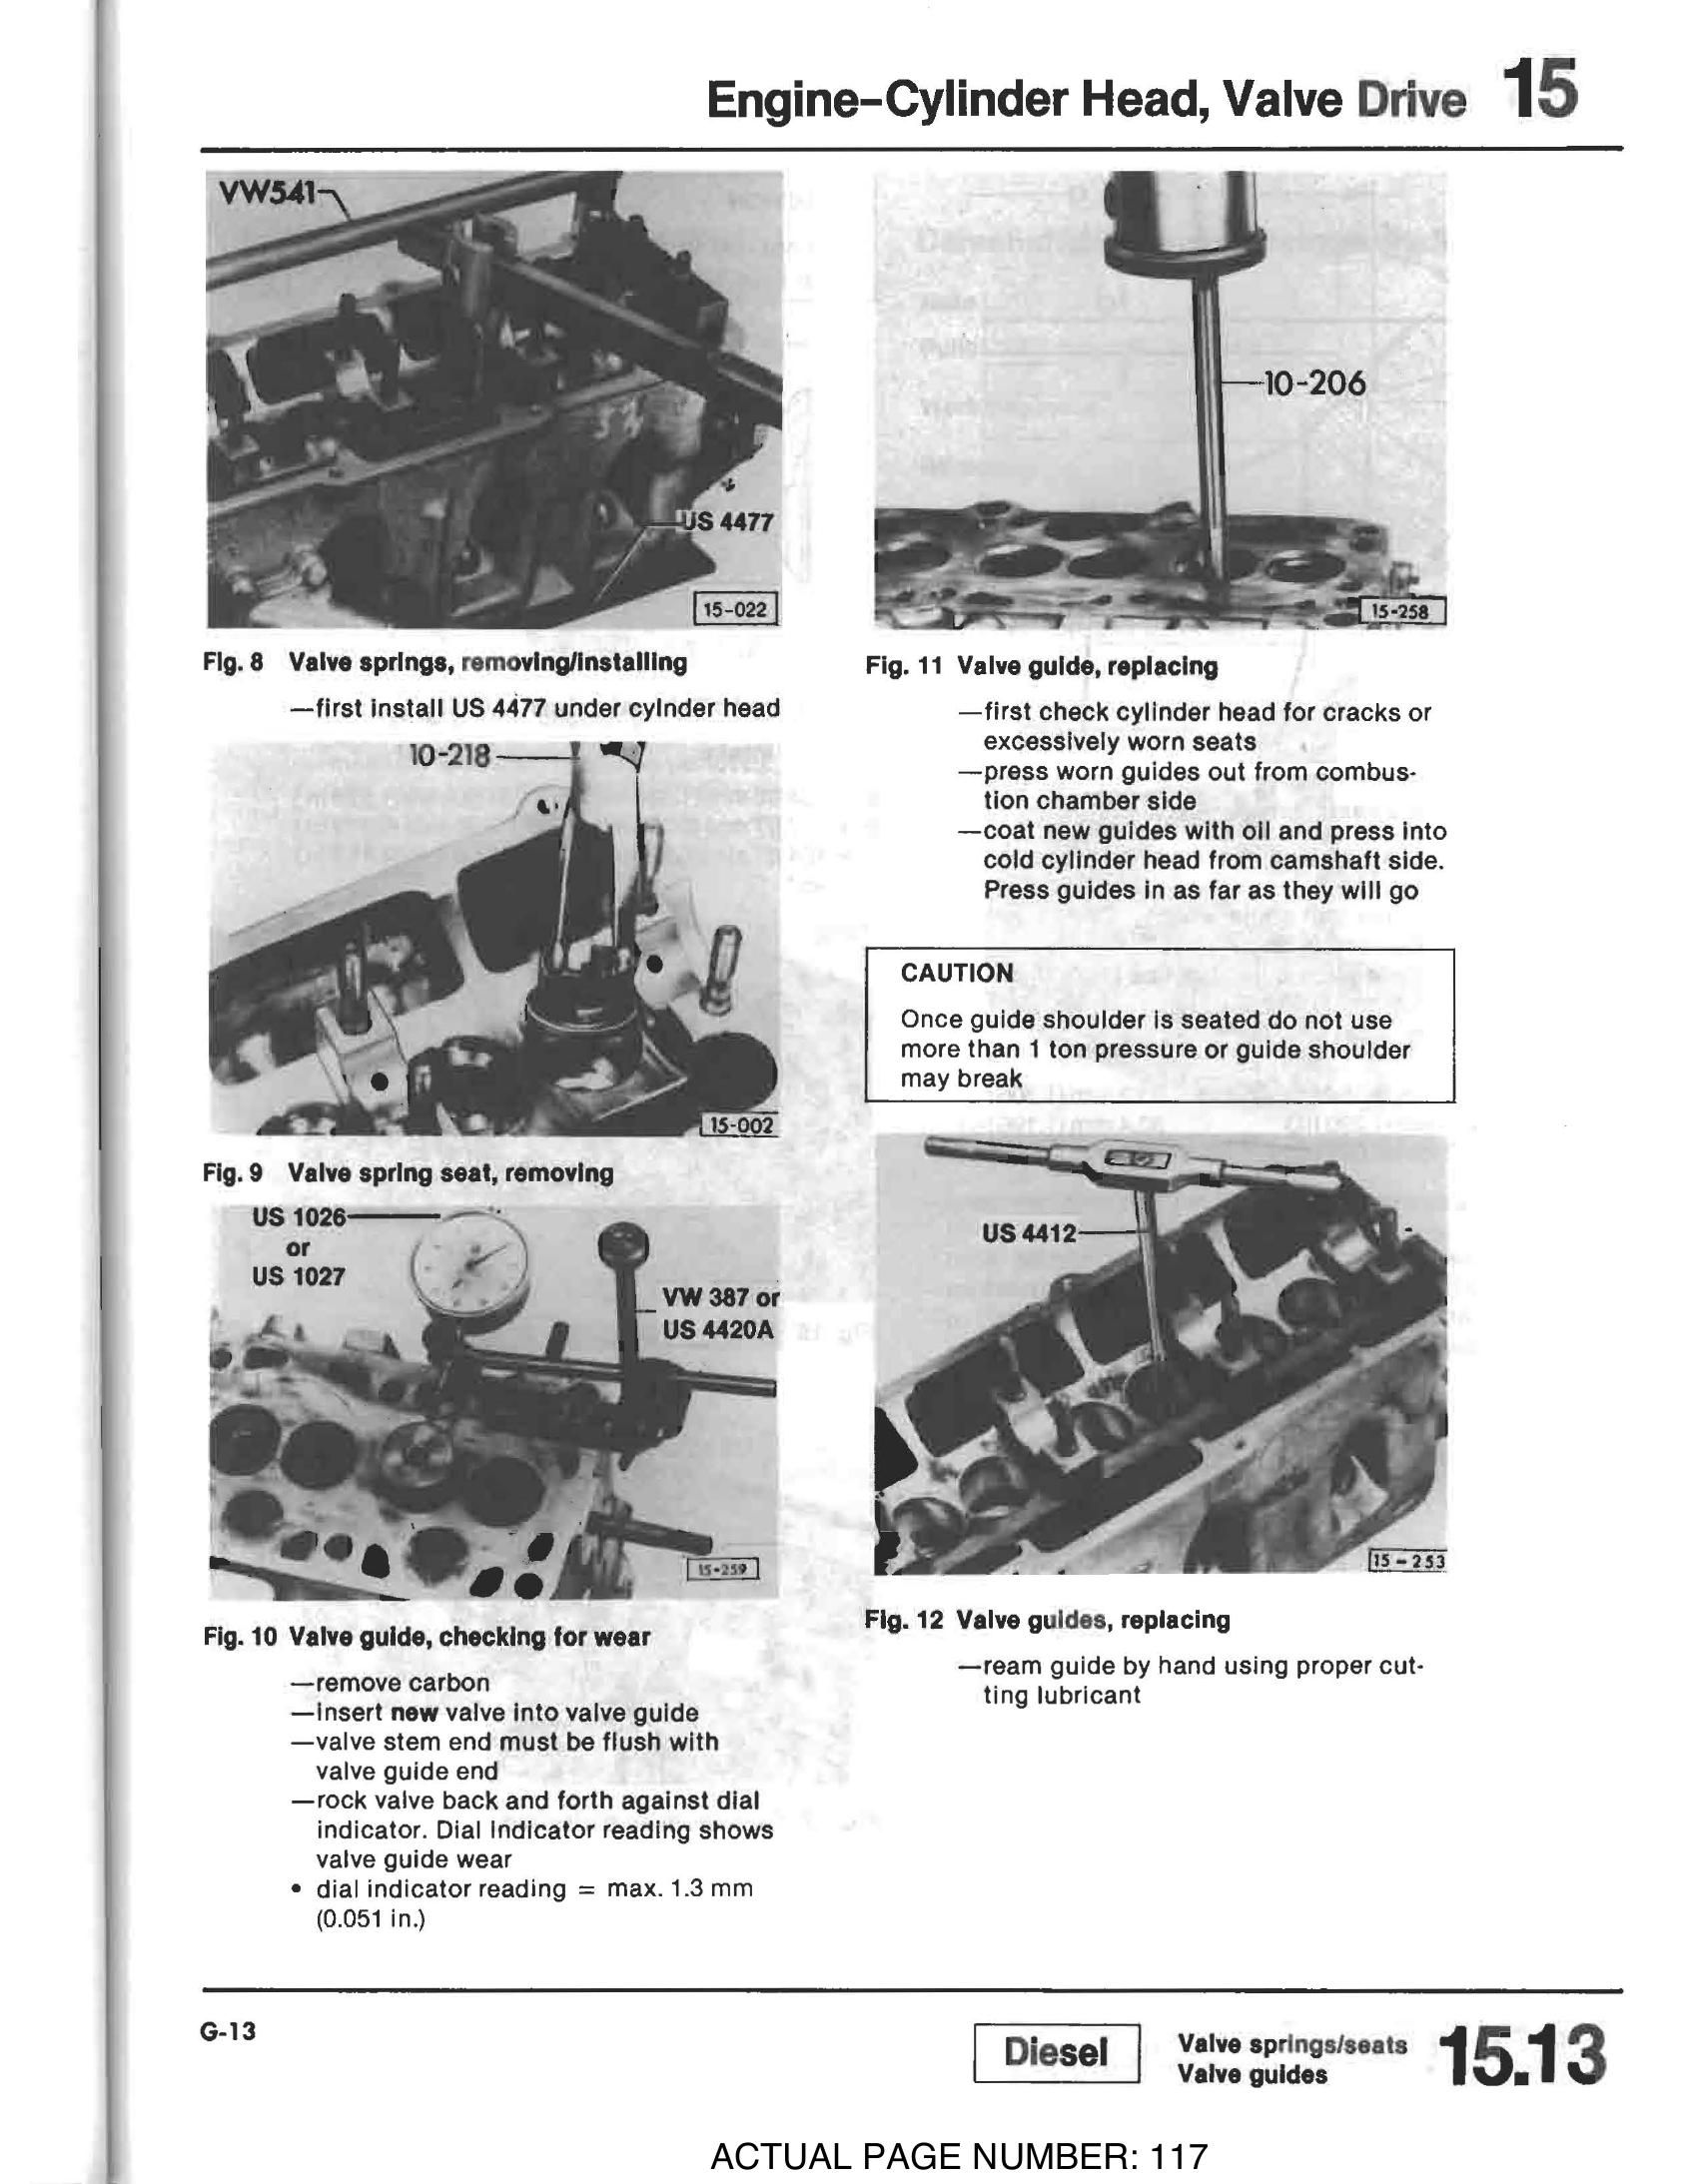 Engine–Cylinder Head, Valve Drive 15
VW541
US 4477
15-022
Fig. 8 Valve springs, removing/installing
—first install US 4477 under cylnder head
10-218
15-002
Fig. 9 Valve spring seat, removing
US 1026
or
US 1027
VW 387 or
US 4420A
15-259
Fig. 10 Valve guide, checking for wear
—remove carbon
—insert new valve into valve guide
—valve stem end must be flush with
valve guide end
—rock valve back and forth against dial
indicator. Dial indicator reading shows
valve guide wear
• dial indicator reading = max. 1.3 mm
(0.051 in.)
10-206
15-258
Fig. 11 Valve guide, replacing
—first check cylinder head for cracks or
excessively worn seats
—press worn guides out from combus-
tion chamber side
—coat new guides with oil and press into
cold cylinder head from camshaft side.
Press guides in as far as they will go
CAUTION
Once guide shoulder is seated do not use
more than 1 ton pressure or guide shoulder
may break
US 4412
15-253
Fig. 12 Valve guides, replacing
—ream guide by hand using proper cut-
ting lubricant
G-13
Diesel
Valve springs/seats
Valve guides
15.13
ACTUAL PAGE NUMBER: 117